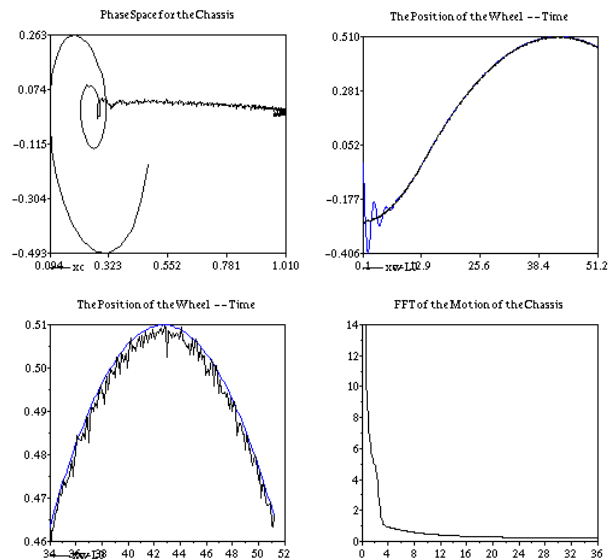 Phase Space for the Chassis
0.263
0.074
−0.115
−0.304
−0.493
0.323 0.552 0.781 1.010
xc
The Position of the Wheel −−Time
0.510
0.281
0.052
−0.177
−0.406
12.9 25.6 38.4 51.2
The Position of the Wheel −−Time
0.51
0.50
0.49
0.48
0.47
0.46
34 38 40 42 44 46 48 50 52
FFT of the Motion of the Chassis
14
12
10
8
6
4
2
0
0 4 8 12 16 20 24 28 32 36